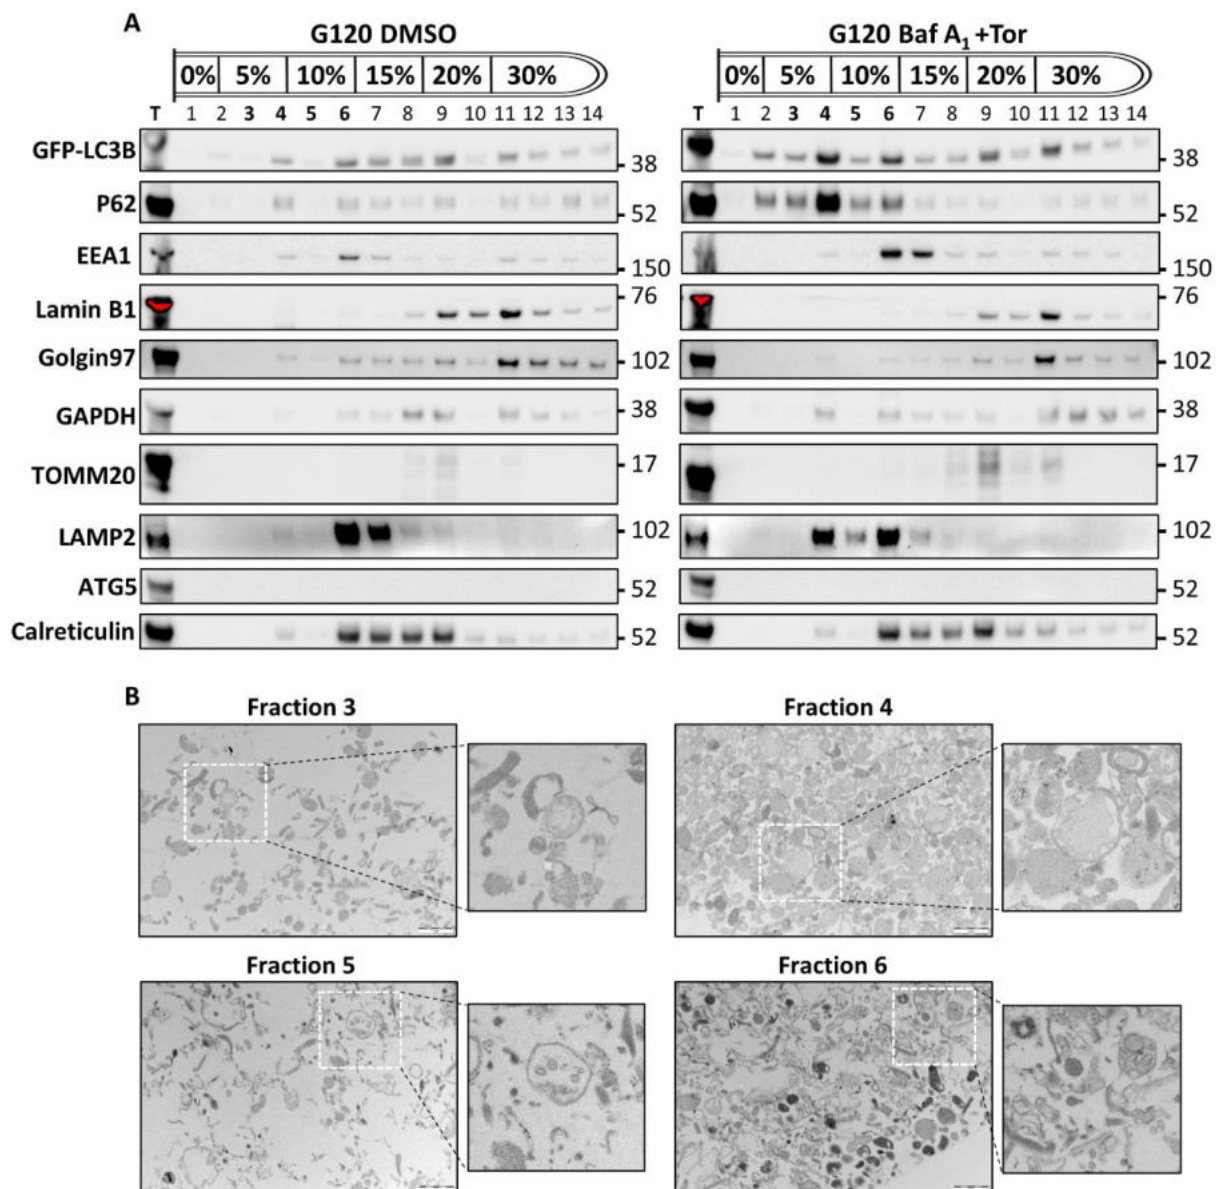 A
G120 DMSO G120 Baf A₁ +Tor
0% 5% 10% 15% 20% 30% 0% 5% 10% 15% 20% 30%
T 1 2 3 4 5 6 7 8 9 10 11 12 13 14 T 1 2 3 4 5 6 7 8 9 10 11 12 13 14
GFP-LC3B 38 38
P62 52 52
EEA1 150 150
Lamin B1 76 76
Golgin97 102 102
GAPDH 38 38
TOMM20 17 17
LAMP2 102 102
ATG5 52 52
Calreticulin 52 52
B
Fraction 3 Fraction 4
Fraction 5 Fraction 6